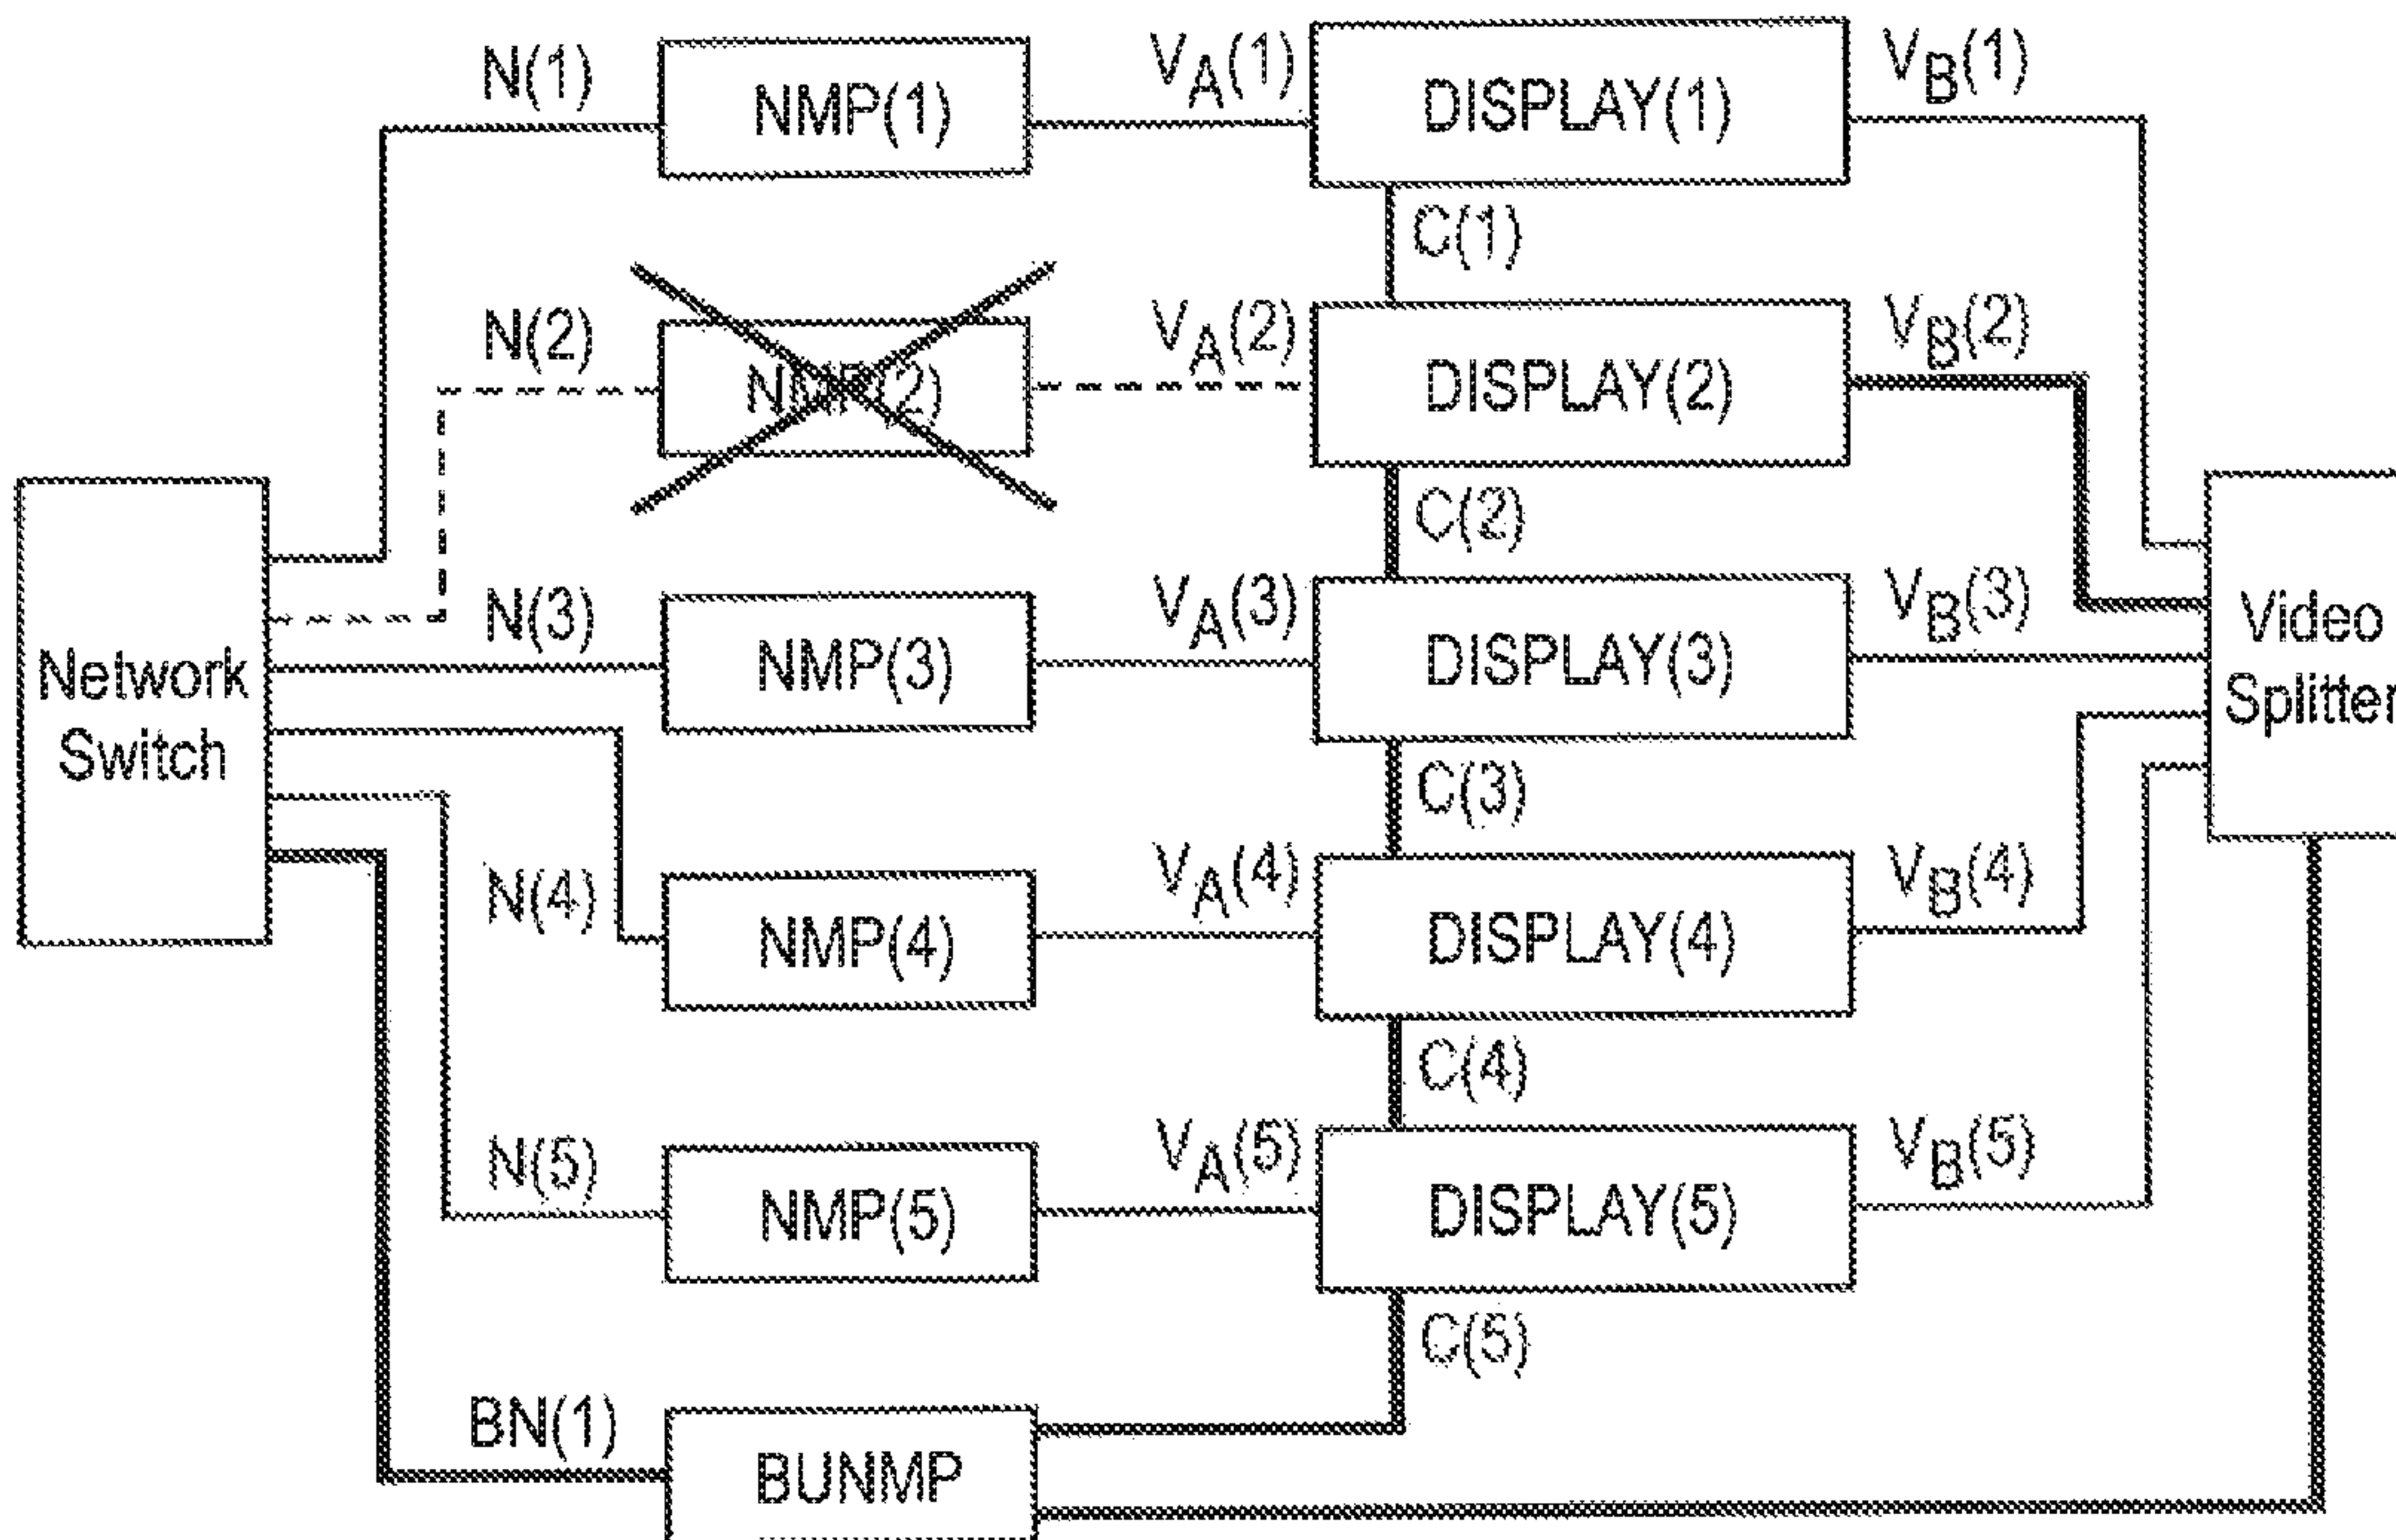 N(1)
NMP(1)
VA(1)
DISPLAY(1)
VB(1)
C(1)
N(2)
NMP(2)
VA(2)
DISPLAY(2)
VB(2)
C(2)
Network
Switch
N(3)
NMP(3)
VA(3)
DISPLAY(3)
VB(3)
Video
Splitter
C(3)
N(4)
NMP(4)
VA(4)
DISPLAY(4)
VB(4)
C(4)
N(5)
NMP(5)
VA(5)
DISPLAY(5)
VB(5)
C(5)
BN(1)
BUNMP